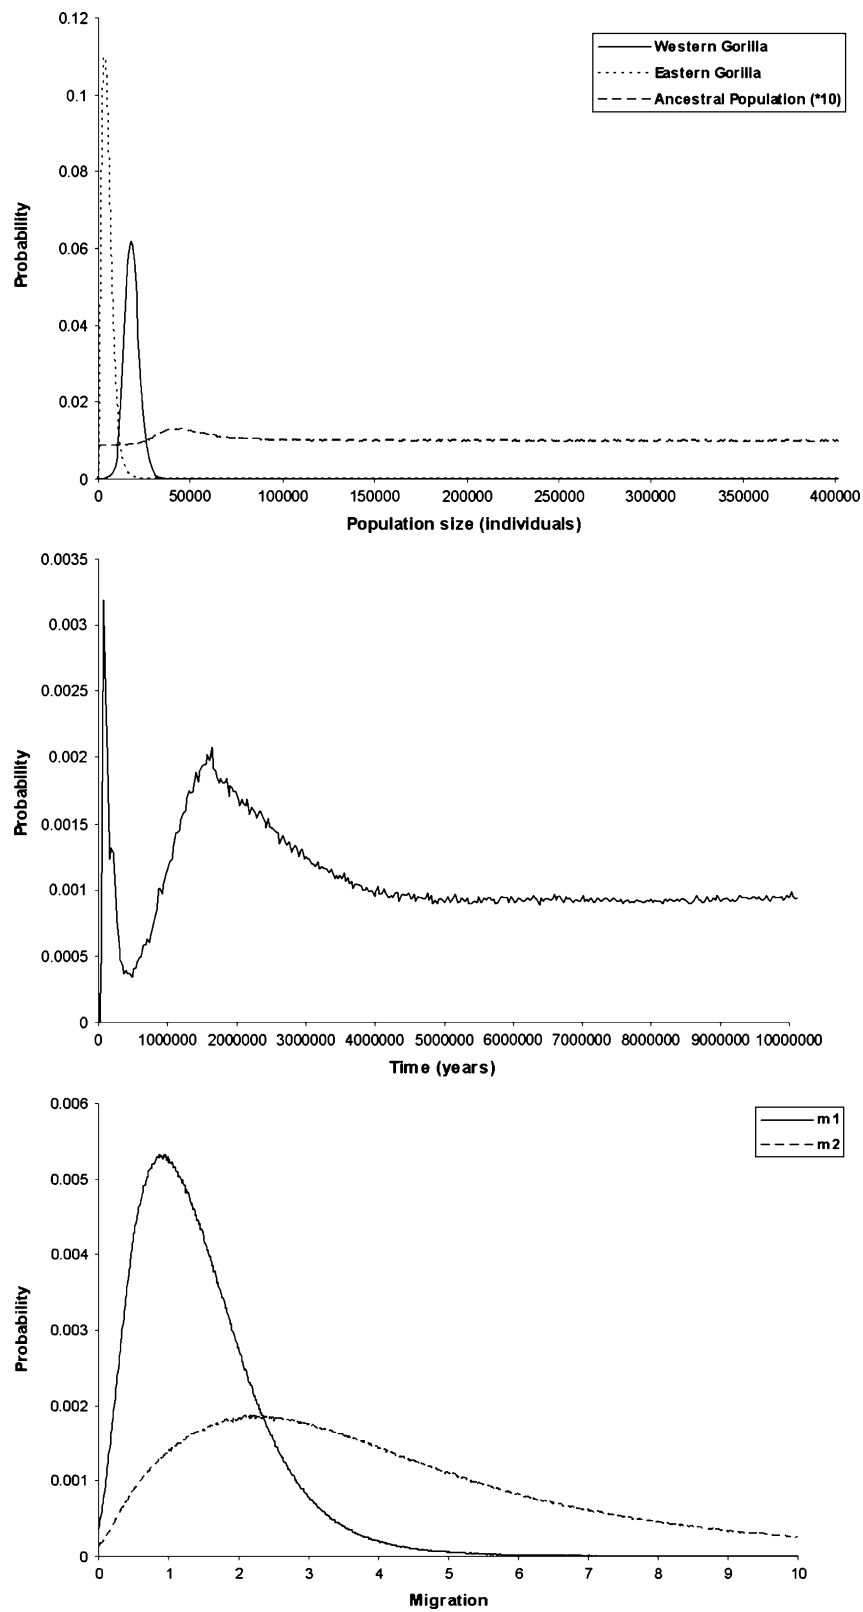 0.12
Western Gorilla
Eastern Gorilla
Ancestral Population (*10)
0.1
0.08
0.06
0.04
0.02
0
Probability
0 50000 100000 150000 200000 250000 300000 350000 400000
Population size (individuals)
0.0035
0.003
0.0025
0.002
0.0015
0.001
0.0005
0
Probability
0 1000000 2000000 3000000 4000000 5000000 6000000 7000000 8000000 9000000 10000000
Time (years)
0.006
m1
m2
0.005
0.004
0.003
0.002
0.001
0
Probability
0 1 2 3 4 5 6 7 8 9 10
Migration